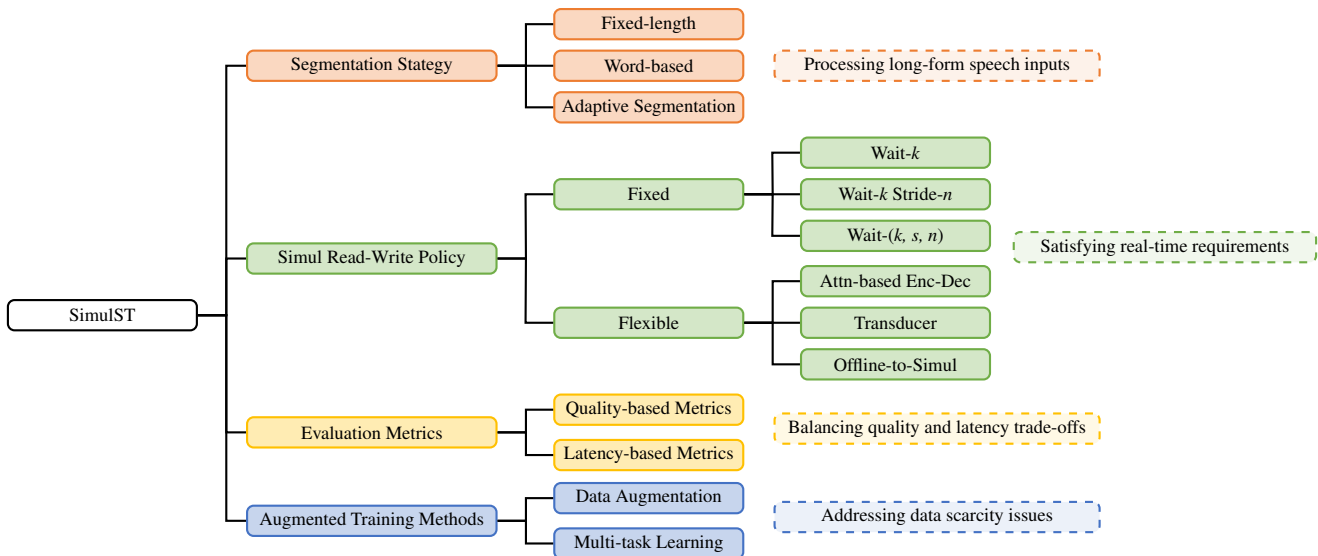 SimulST
Segmentation Stategy
Fixed-length
Word-based
Adaptive Segmentation
Processing long-form speech inputs
Simul Read-Write Policy
Fixed
Wait-k
Wait-k Stride-n
Wait-(k, s, n)
Flexible
Attn-based Enc-Dec
Transducer
Offline-to-Simul
Satisfying real-time requirements
Evaluation Metrics
Quality-based Metrics
Latency-based Metrics
Balancing quality and latency trade-offs
Augmented Training Methods
Data Augmentation
Multi-task Learning
Addressing data scarcity issues